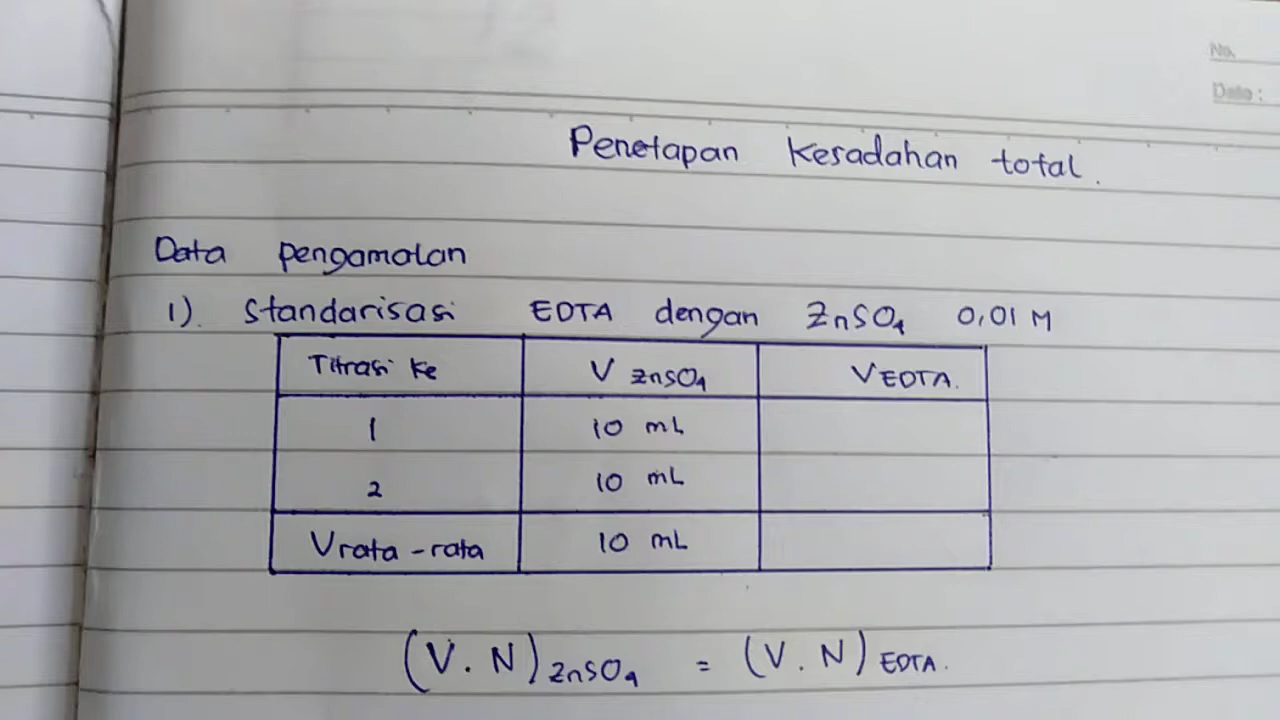 No.
Date :
Penetapan Kesadahan total.
Data pengamatan
1). Standarisasi EDTA dengan ZnSO4 0,01 M
Titrasi ke V ZnSO4 V EDTA.
1 10 mL
2 10 mL
V rata-rata 10 mL
(V. N) ZnSO4 = (V. N) EDTA.